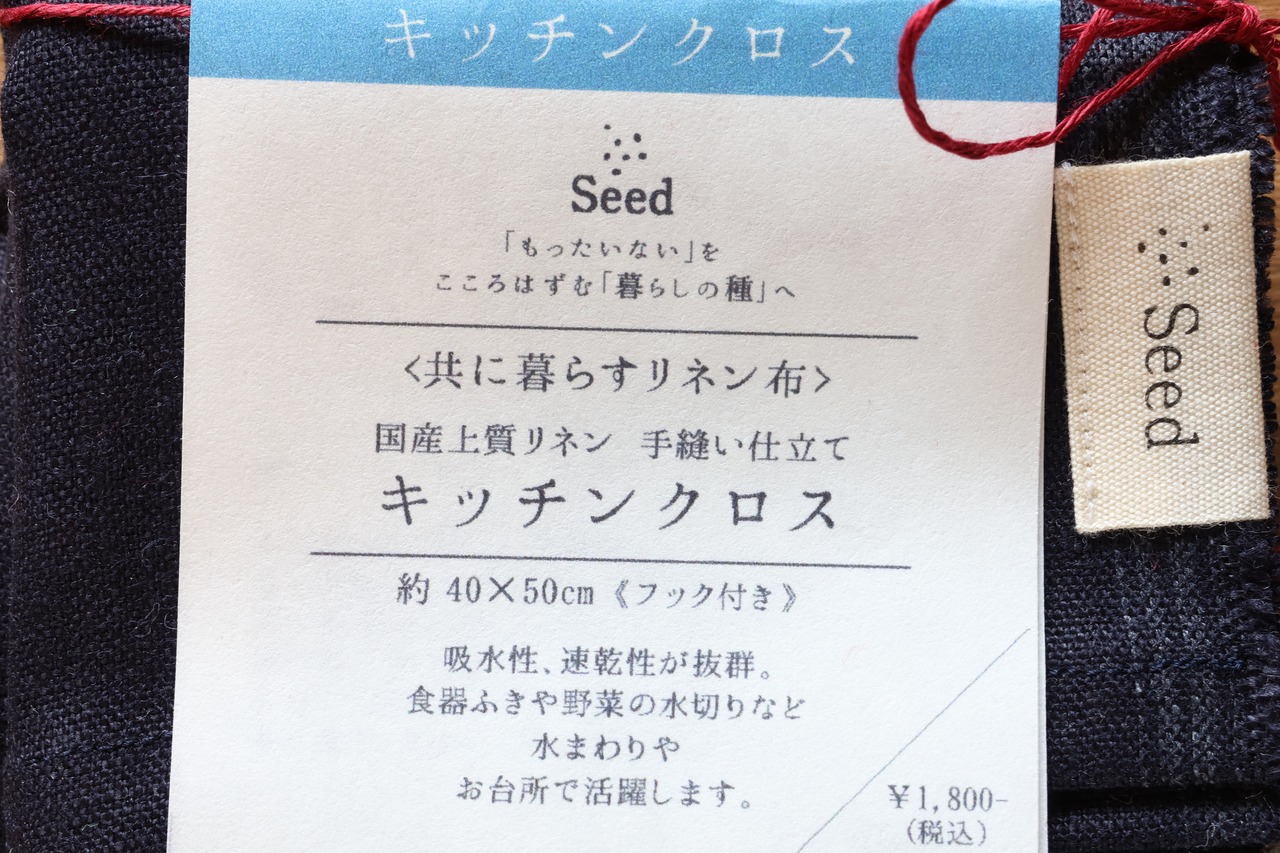 キッチンクロス
Seed
「もったいない」を
こころはずむ「暮らしの種」へ
<共に暮らすリネン布>
国産上質リネン 手縫い仕立て
キッチンクロス
約 40×50cm《フック付き》
吸水性、速乾性が抜群。
食器ふきや野菜の水切りなど
水まわりや
お台所で活躍します。
¥1,800-
(税込)
Seed